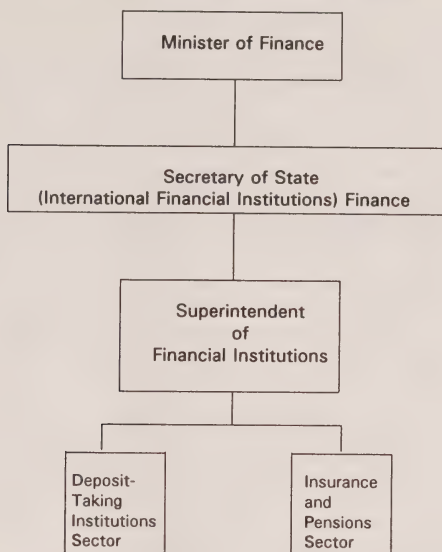 Minister of Finance
Secretary of State
(International Financial Institutions) Finance
Superintendent
of
Financial Institutions
Deposit-
Taking
Institutions
Sector
Insurance
and
Pensions
Sector